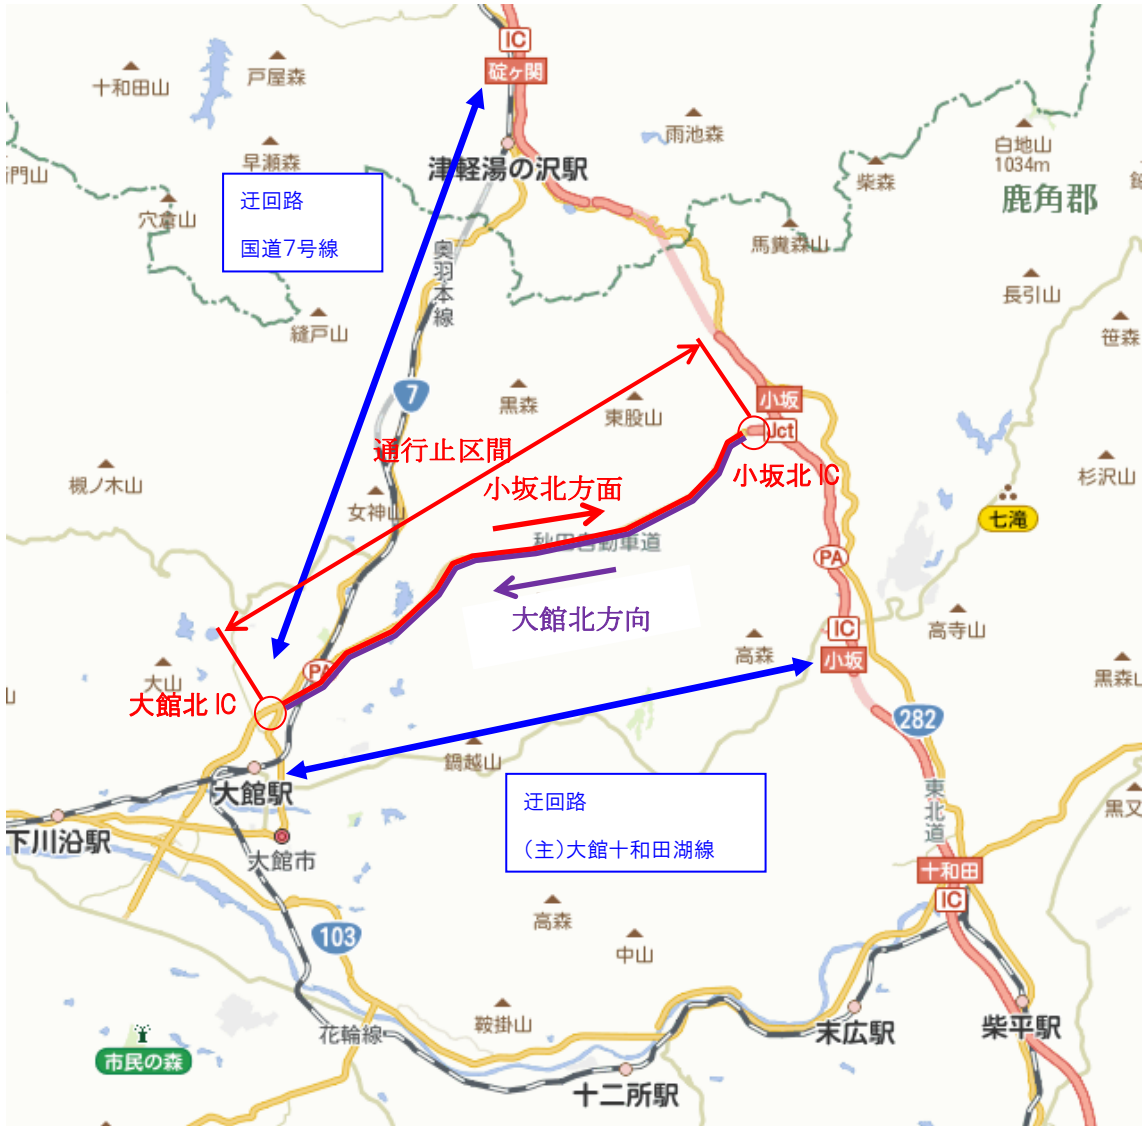 IC
碇ヶ関
戸屋森
十和田山
雨池森
白地山
1034m
早瀬森
津軽湯の沢駅
柴森
門山
鹿角郡
迂回路
国道7号線
穴倉山
馬糞森山
奥羽本線
長引山
縫戸山
笹森
7
黒森
東股山
小坂
Jct
通行止区間
小坂北IC
小坂北方面
杉沢山
槻ノ木山
女神山
七滝
秋田自動車道
PA
大館北方向
IC
高寺山
高森
小坂
大山
PA
黒森山
山
大館北IC
282
鍋越山
大館駅
迂回路
(主)大館十和田湖線
東北道
黒又
下川沿駅
大館市
十和田
IC
高森
103
中山
鞍掛山
花輪線
末広駅
柴平駅
市民の森
十二所駅